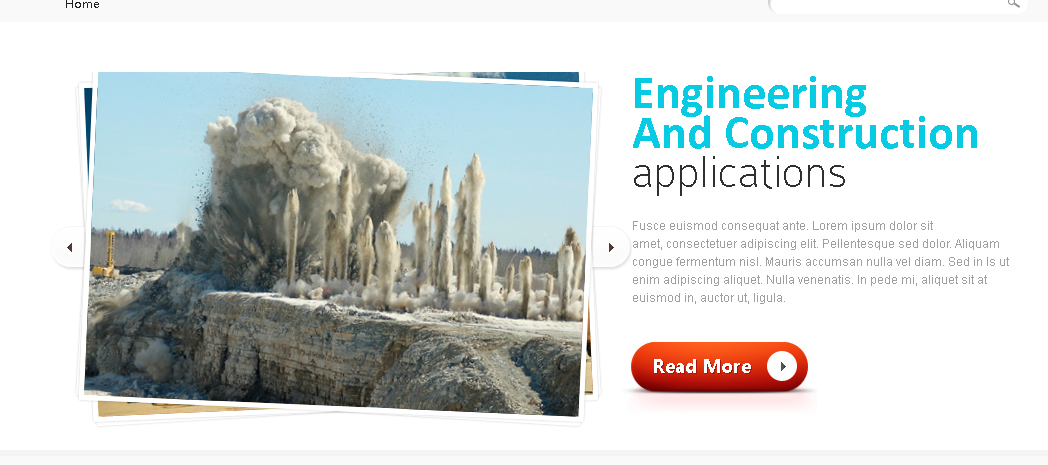 Home
Engineering
And Construction
applications
Fusce euismod consequat ante. Lorem ipsum dolor sit
amet, consectetuer adipiscing elit. Pellentesque sed dolor. Aliquam
congue fermentum nisl. Mauris accumsan nulla vel diam. Sed in ls ut
enim adipiscing aliquet. Nulla venenatis. In pede mi, aliquet sit at
euismod in, auctor ut, ligula.
Read More